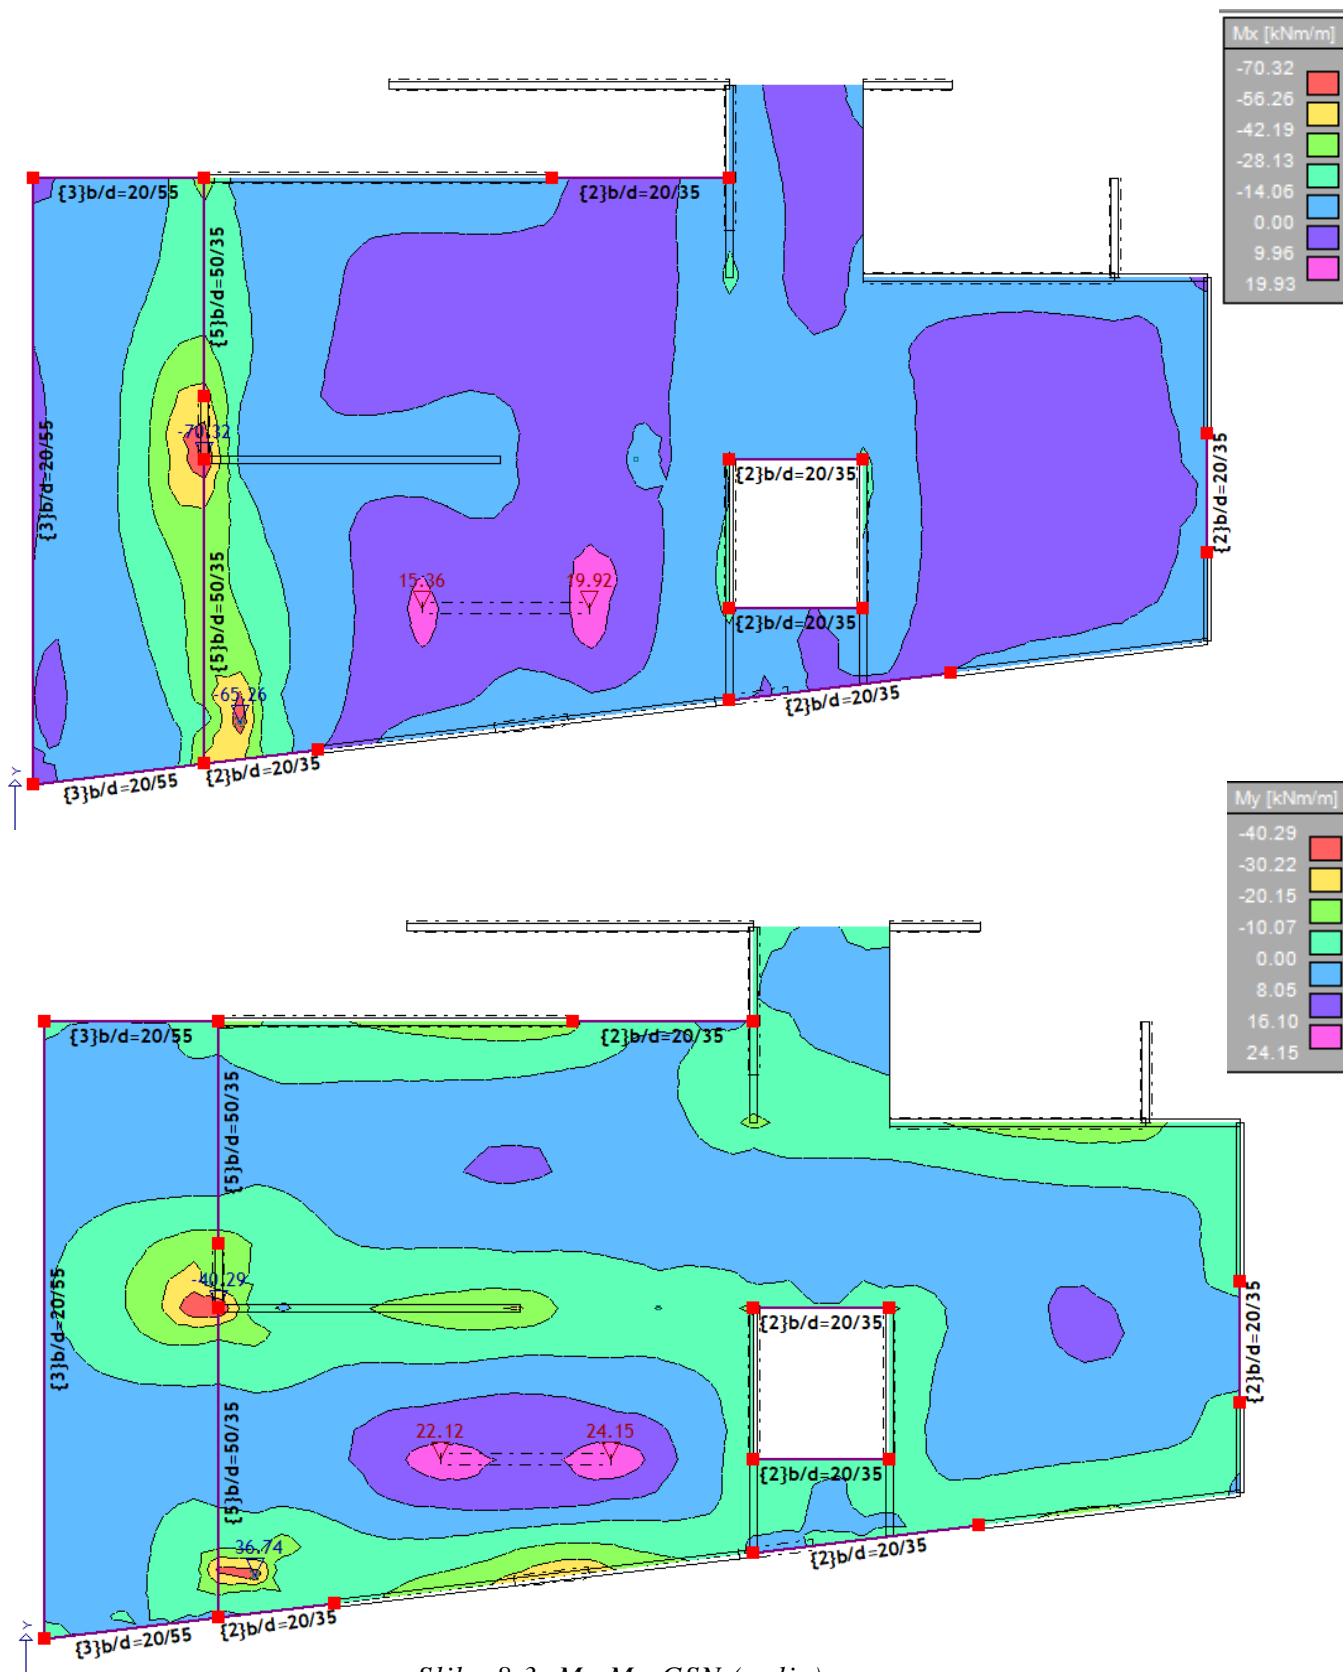 Mx [kNm/m]
-70.32
-56.26
-42.19
-28.13
-14.06
0.00
9.96
19.93
{3}b/d=20/55
{2}b/d=20/35
{5}b/d=50/35
-70.32
{3}b/d=20/55
{2}b/d=20/35
{2}b/d=20/35
15.36
19.92
{5}b/d=50/35
{2}b/d=20/35
-65.26
{2}b/d=20/35
{2}b/d=20/35
{3}b/d=20/55
Y
My [kNm/m]
-40.29
-30.22
-20.15
-10.07
0.00
8.05
16.10
24.15
{3}b/d=20/55
{2}b/d=20/35
{5}b/d=50/35
-40.29
{3}b/d=20/55
{2}b/d=20/35
{2}b/d=20/35
22.12
24.15
{5}b/d=50/35
{2}b/d=20/35
36.74
{2}b/d=20/35
{2}b/d=20/35
{3}b/d=20/55
Y